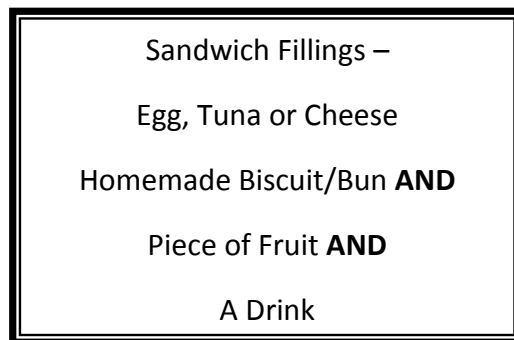 Sandwich Fillings –
Egg, Tuna or Cheese
Homemade Biscuit/Bun AND
Piece of Fruit AND
A Drink